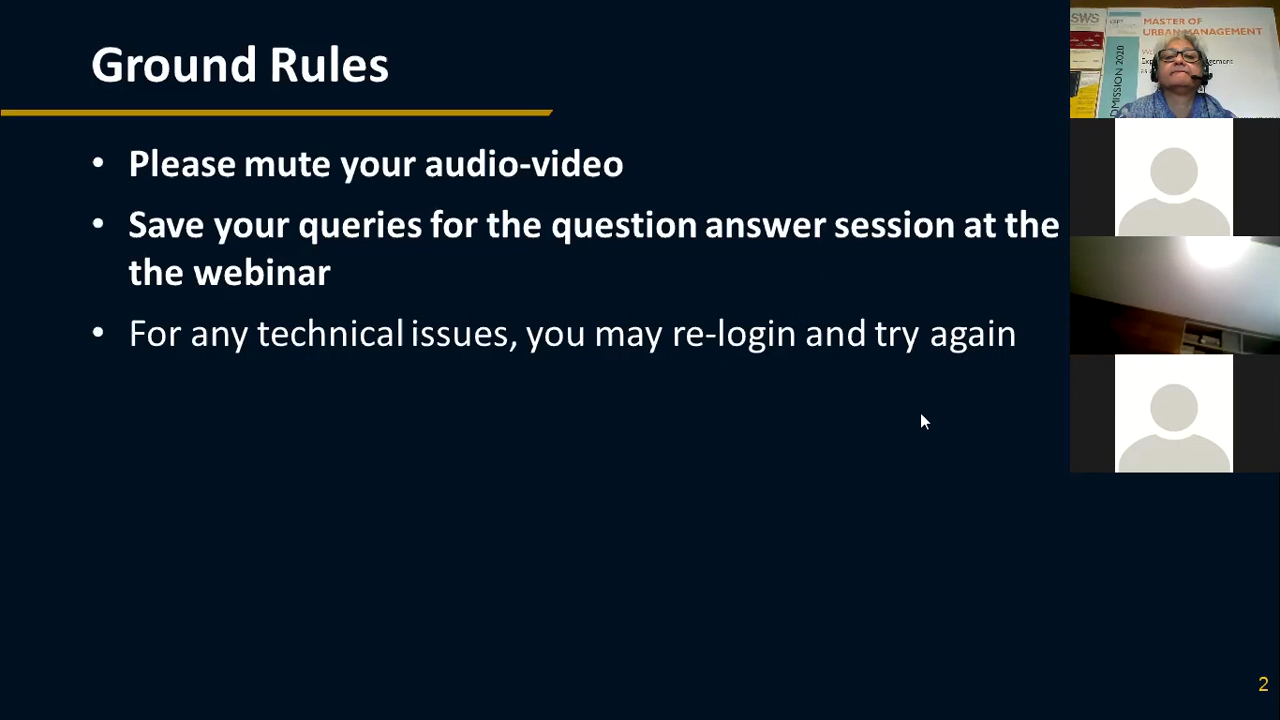 Ground Rules
• Please mute your audio-video
• Save your queries for the question answer session at the
the webinar
• For any technical issues, you may re-login and try again
SWS
MASTER OF
URBAN MANAGEMENT
2